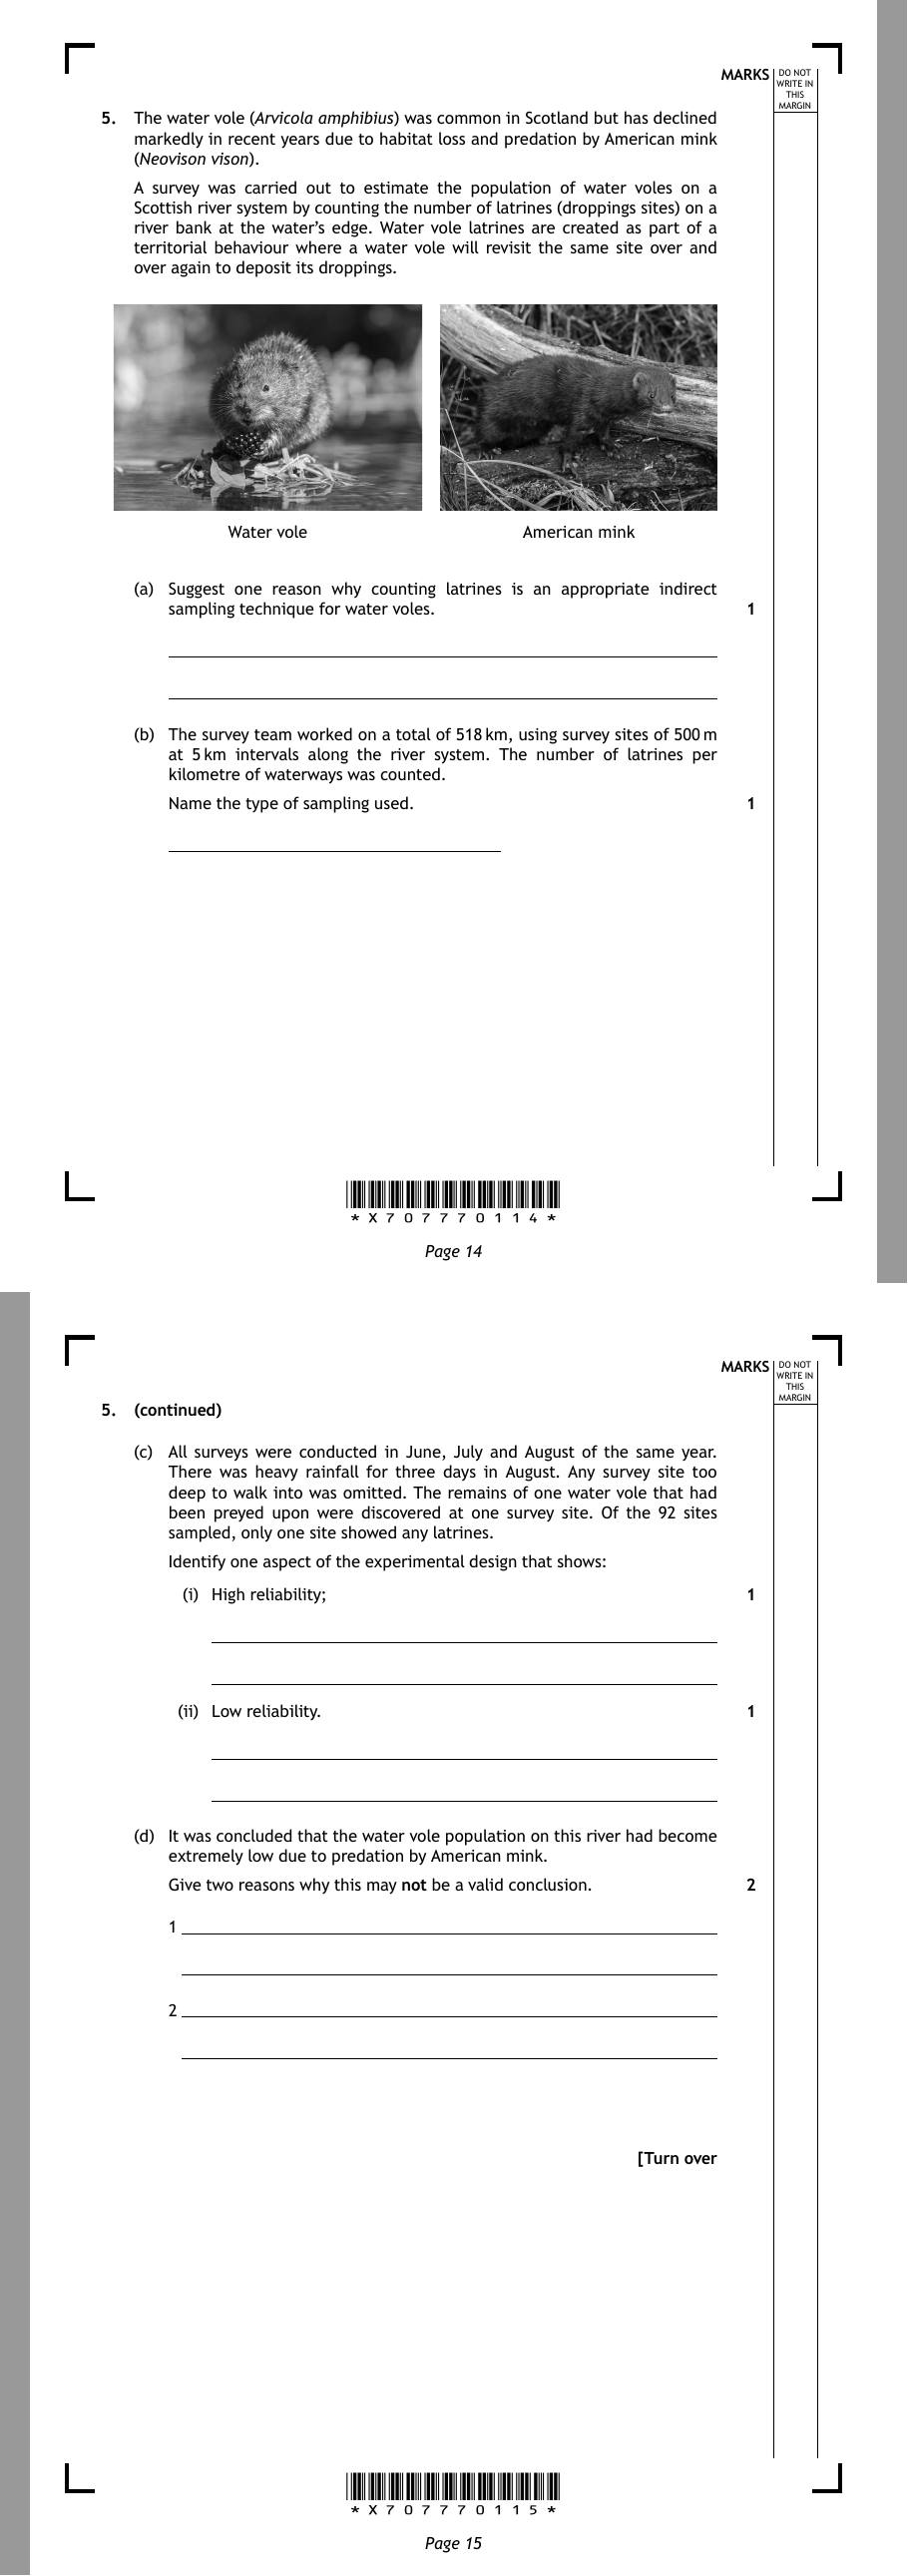 MARKS
DO NOT
WRITE IN
THIS
MARGIN
5. The water vole (Arvicola amphibius) was common in Scotland but has declined
markedly in recent years due to habitat loss and predation by American mink
(Neovison vison).
A survey was carried out to estimate the population of water voles on a
Scottish river system by counting the number of latrines (droppings sites) on a
river bank at the water’s edge. Water vole latrines are created as part of a
territorial behaviour where a water vole will revisit the same site over and
over again to deposit its droppings.
Water vole
American mink
(a) Suggest one reason why counting latrines is an appropriate indirect
sampling technique for water voles. 1
(b) The survey team worked on a total of 518 km, using survey sites of 500 m
at 5 km intervals along the river system. The number of latrines per
kilometre of waterways was counted.
Name the type of sampling used. 1
* X 7 0 7 7 7 0 1 1 4 *
Page 14
MARKS
DO NOT
WRITE IN
THIS
MARGIN
5. (continued)
(c) All surveys were conducted in June, July and August of the same year.
There was heavy rainfall for three days in August. Any survey site too
deep to walk into was omitted. The remains of one water vole that had
been preyed upon were discovered at one survey site. Of the 92 sites
sampled, only one site showed any latrines.
Identify one aspect of the experimental design that shows:
(i) High reliability; 1
(ii) Low reliability. 1
(d) It was concluded that the water vole population on this river had become
extremely low due to predation by American mink.
Give two reasons why this may not be a valid conclusion. 2
1
2
[Turn over
* X 7 0 7 7 7 0 1 1 5 *
Page 15